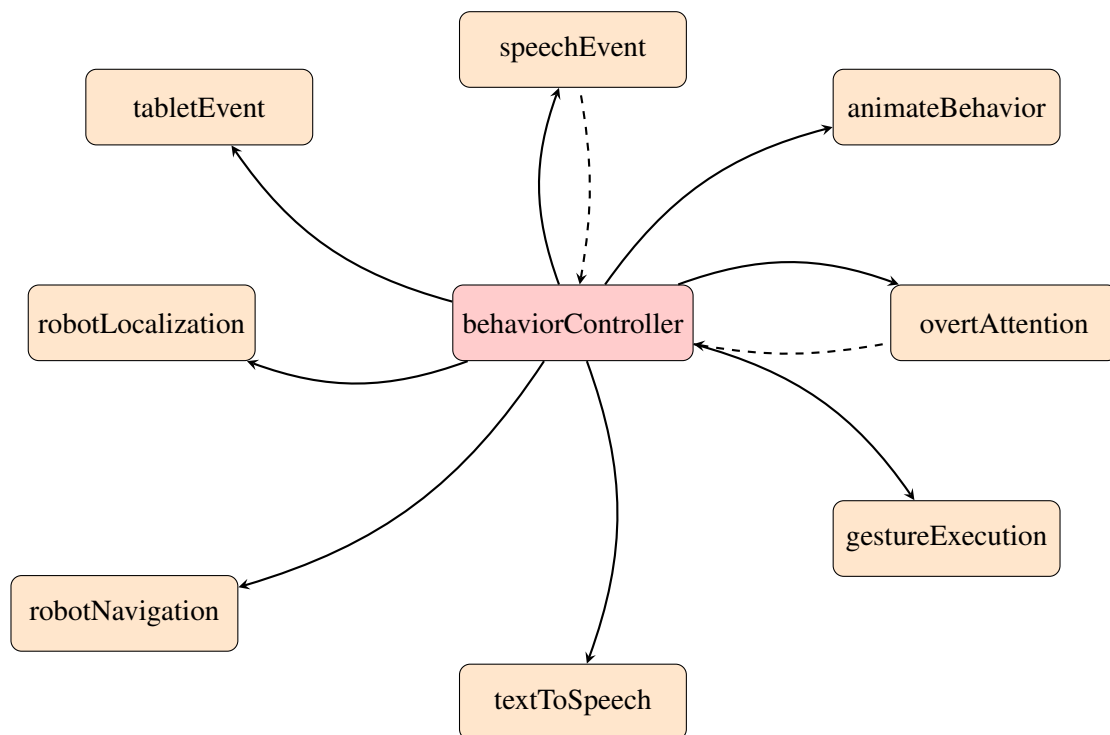 speechEvent
tabletEvent
animateBehavior
robotLocalization
behaviorController
overtAttention
gestureExecution
robotNavigation
textToSpeech